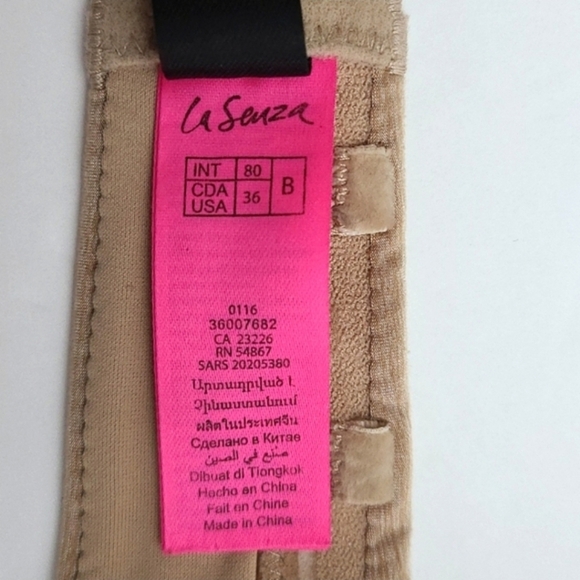 la Senza
INT 80 B
CDA USA 36
0116
36007682
CA 23226
RN 54867
SARS 20205380
Արտադրված է
Չինաստանում
ผลิตในประเทศจีน
Сделано в Китае
صنع في الصين
Dibuat di Tiongkok
Hecho en China
Fait en Chine
Made in China